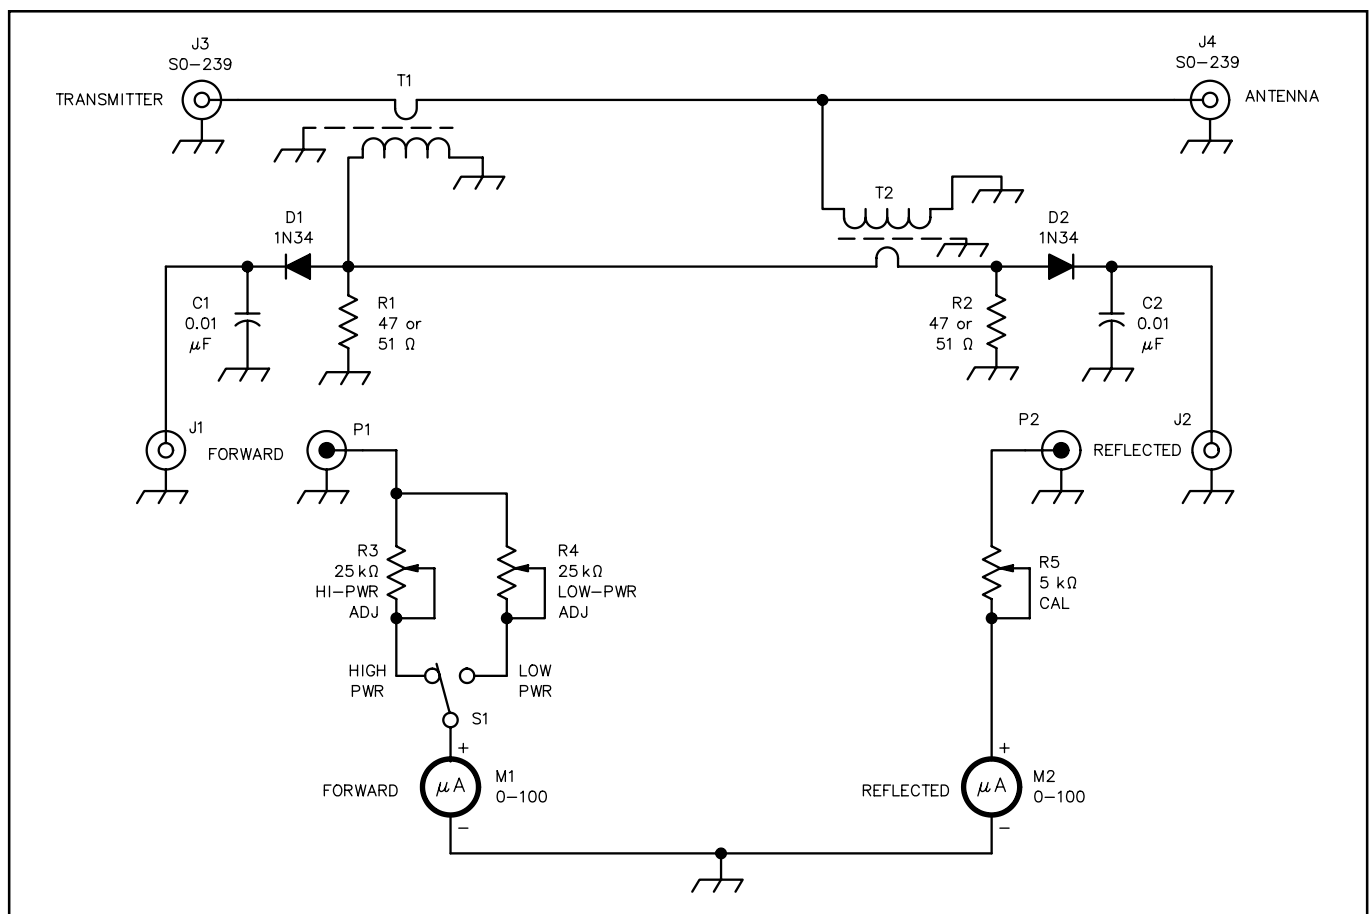 J3
SO-239
TRANSMITTER
T1
J4
SO-239
ANTENNA
T2
D1
1N34
D2
1N34
C1
0.01
μF
R1
47 or
51 Ω
R2
47 or
51 Ω
C2
0.01
μF
J1
FORWARD
P1
P2
REFLECTED
J2
R3
25 kΩ
HI-PWR
ADJ
R4
25 kΩ
LOW-PWR
ADJ
R5
5 kΩ
CAL
HIGH
PWR
LOW
PWR
S1
+
FORWARD
μA
M1
0-100
–
+
REFLECTED
μA
M2
0-100
–